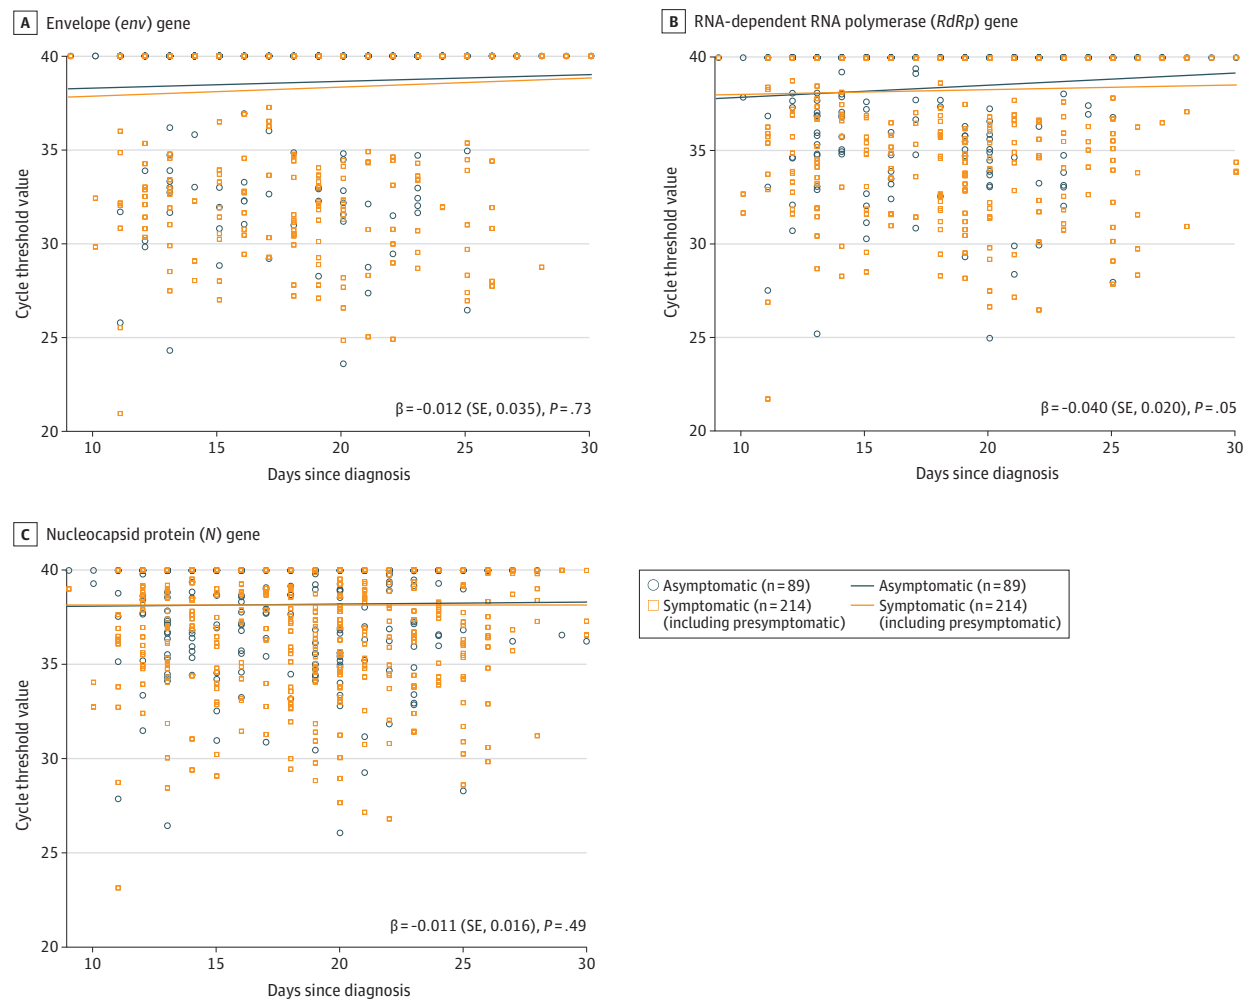 A Envelope (env) gene
40
35
30
25
20
Cycle threshold value
β=-0.012 (SE, 0.035), P=.73
10 15 20 25 30
Days since diagnosis
B RNA-dependent RNA polymerase (RdRp) gene
40
35
30
25
20
Cycle threshold value
β=-0.040 (SE, 0.020), P=.05
10 15 20 25 30
Days since diagnosis
C Nucleocapsid protein (N) gene
40
35
30
25
20
Cycle threshold value
β=-0.011 (SE, 0.016), P=.49
10 15 20 25 30
Days since diagnosis
Asymptomatic (n=89)
Symptomatic (n=214)
(including presymptomatic)
Asymptomatic (n=89)
Symptomatic (n=214)
(including presymptomatic)